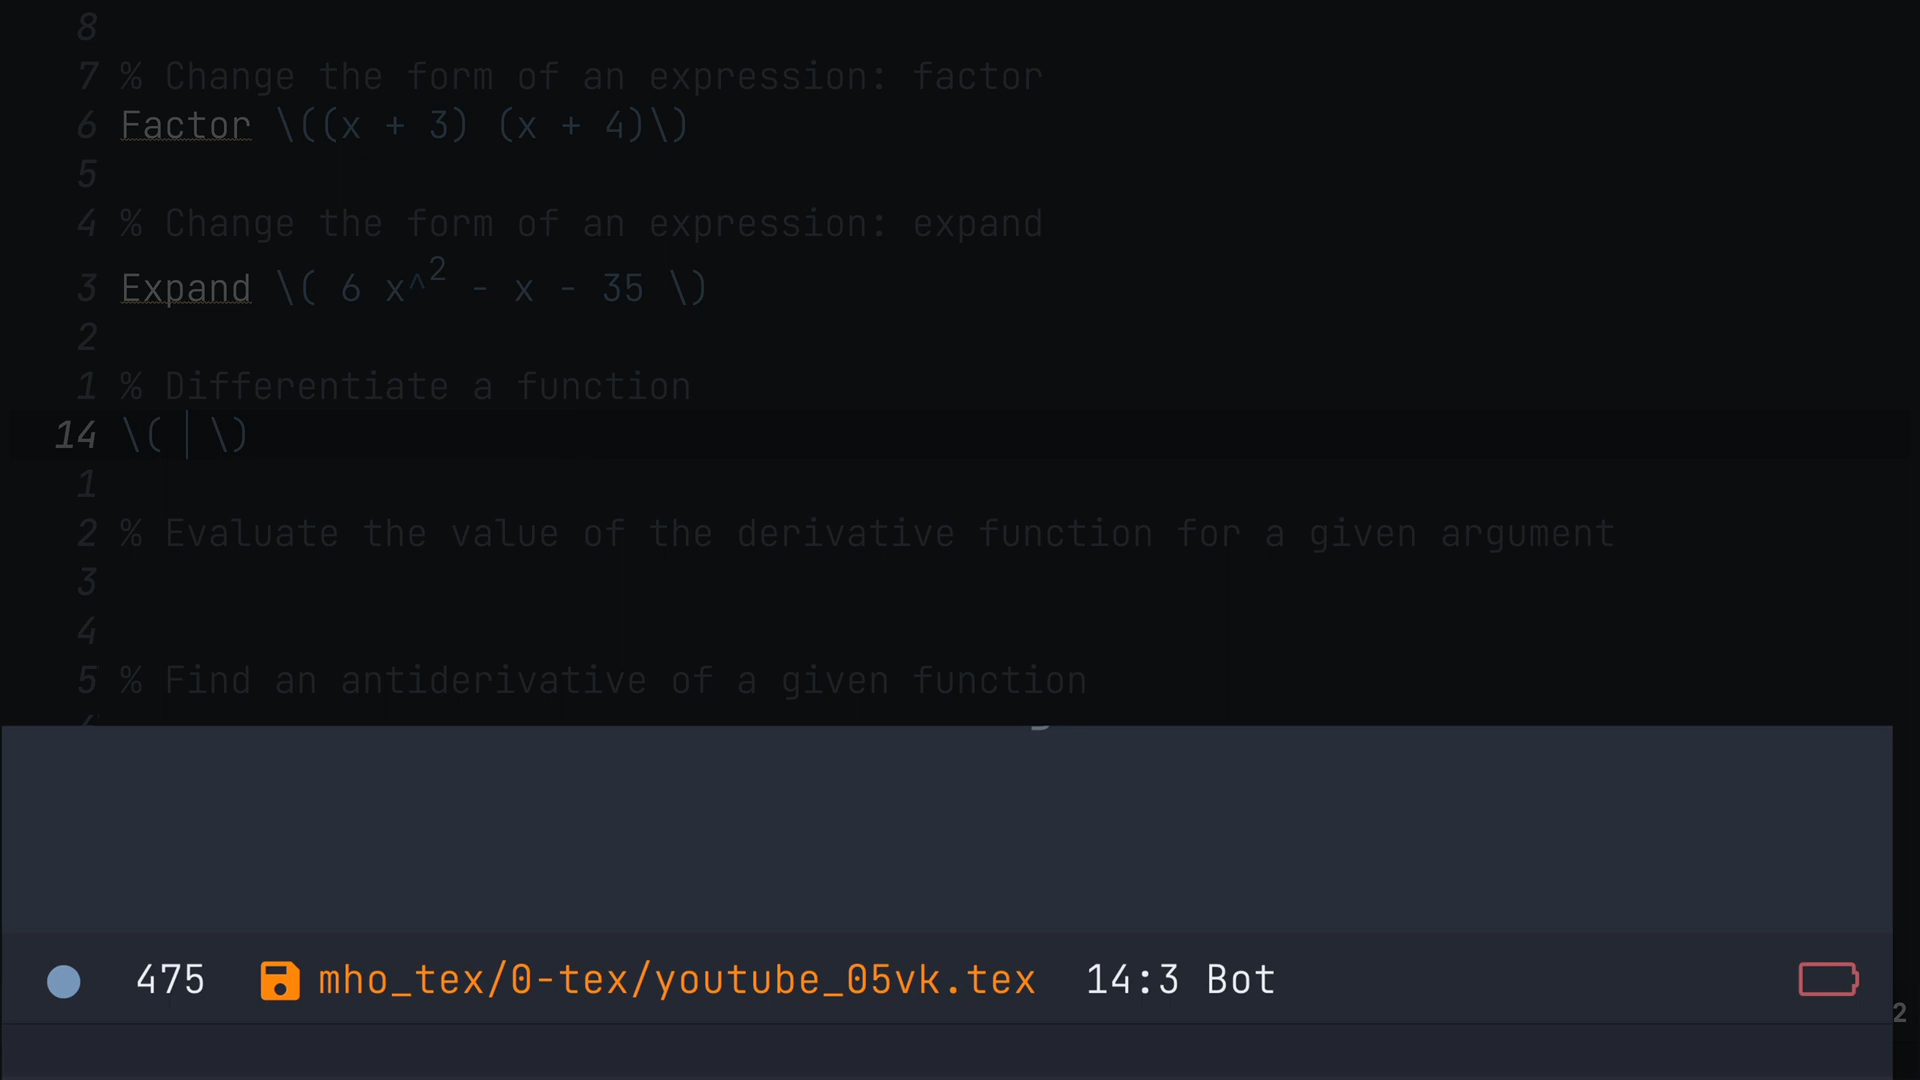 8
7 % Change the form of an expression: factor
6 Factor \((x + 3) (x + 4)\)
5
4 % Change the form of an expression: expand
3 Expand \( 6 x^2 - x - 35 \)
2
1 % Differentiate a function
14 \( \)
1
2 % Evaluate the value of the derivative function for a given argument
3
4
5 % Find an antiderivative of a given function
475 mho_tex/0-tex/youtube_05vk.tex 14:3 Bot
2